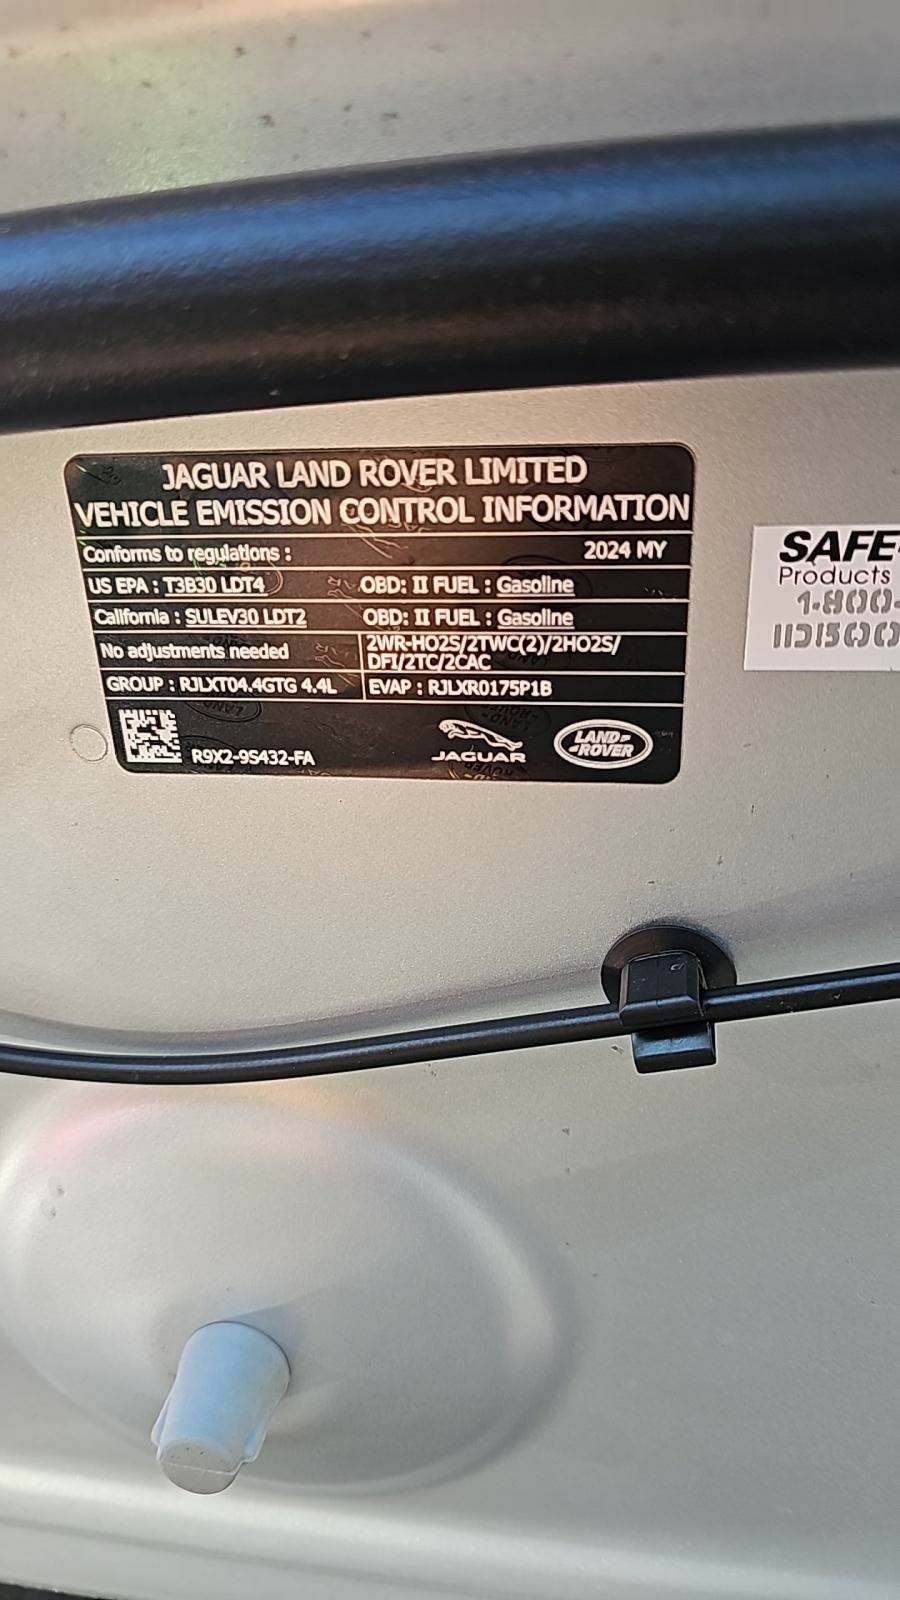 JAGUAR LAND ROVER LIMITED
VEHICLE EMISSION CONTROL INFORMATION
Conforms to regulations : 2024 MY
US EPA : T3B30 LDT4 OBD: II FUEL : Gasoline
California : SULEV30 LDT2 OBD: II FUEL : Gasoline
No adjustments needed 2WR-HO2S/2TWC(2)/2HO2S/
DFI/2TC/2CAC
GROUP : RJLXT04.4GTG 4.4L EVAP : RJLXR0175P1B
R9X2-9S432-FA JAGUAR LAND-
-ROVER
SAFE-
Products
1-800-